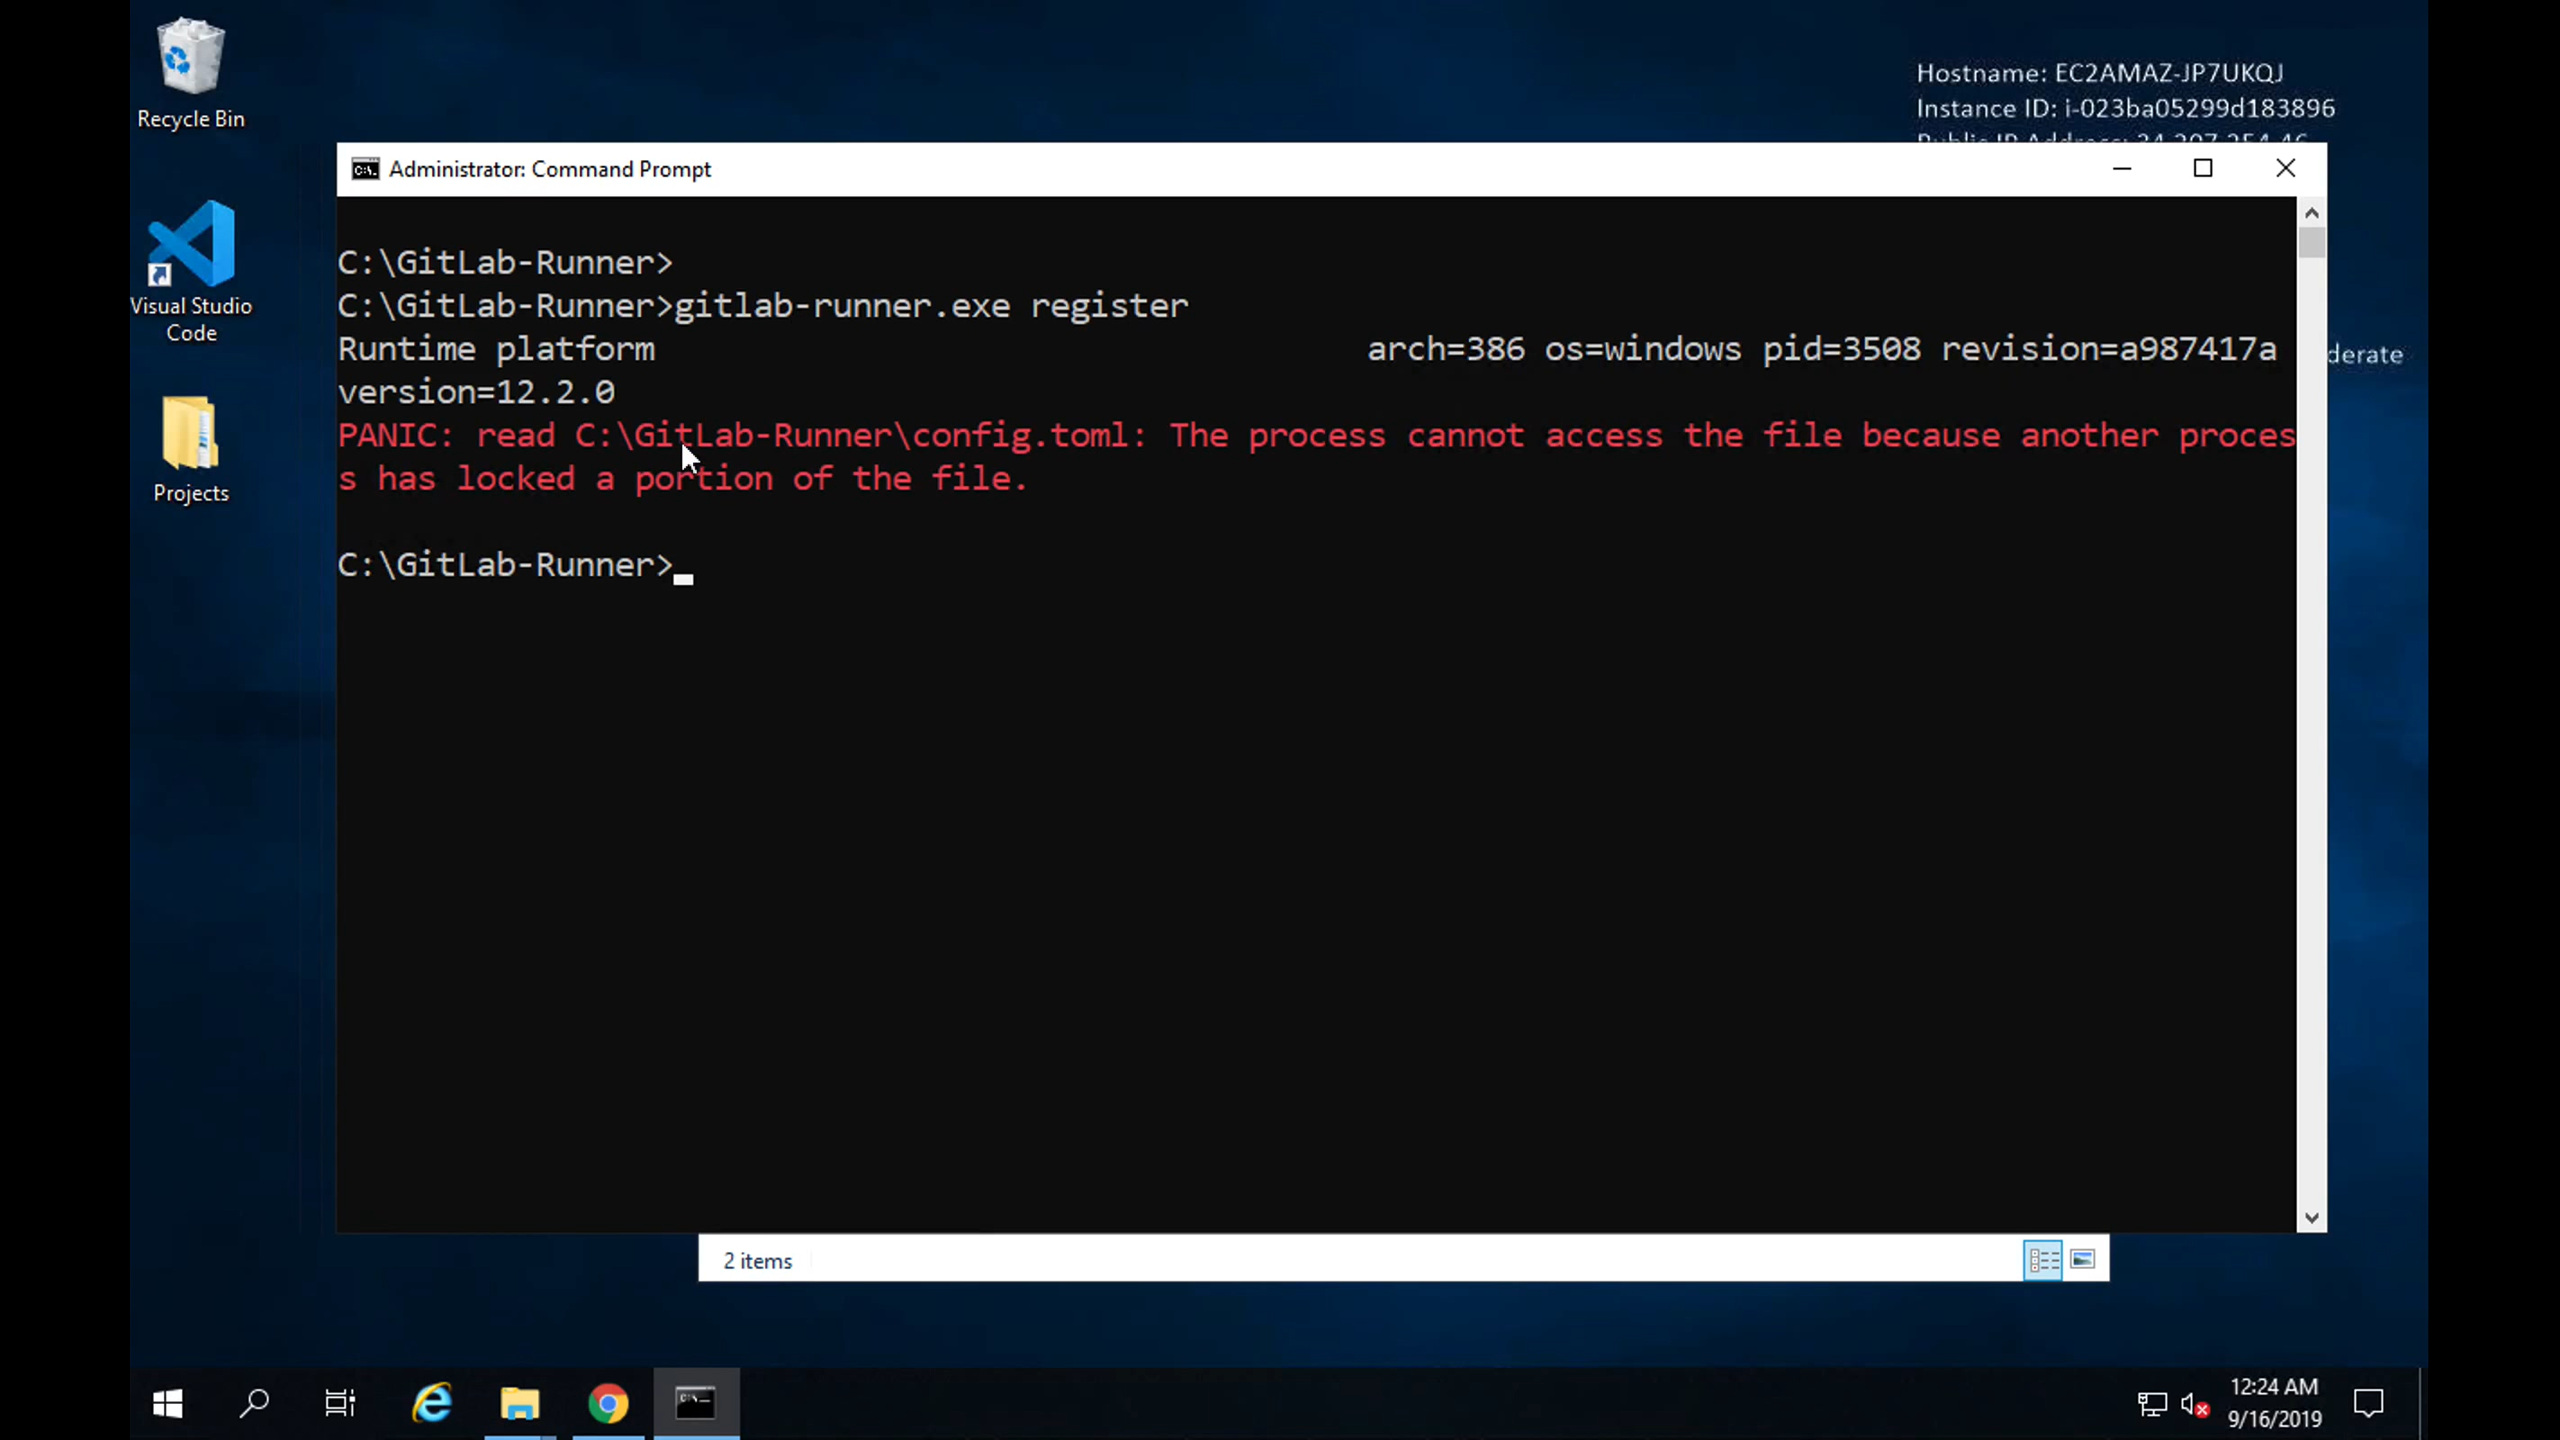 Recycle Bin
Visual Studio
Code
Projects
Hostname: EC2AMAZ-JP7UKQJ
Instance ID: i-023ba05299d183896
Public IP Address:
derate
Administrator: Command Prompt
C:\GitLab-Runner>
C:\GitLab-Runner>gitlab-runner.exe register
Runtime platform arch=386 os=windows pid=3508 revision=a987417a
version=12.2.0
PANIC: read C:\GitLab-Runner\config.toml: The process cannot access the file because another proces
s has locked a portion of the file.
C:\GitLab-Runner>
2 items
12:24 AM
9/16/2019